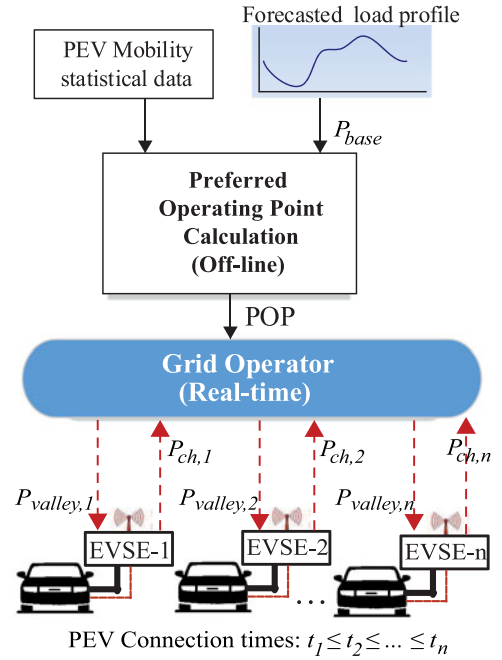 Forecasted load profile
PEV Mobility
statistical data
P_base
Preferred
Operating Point
Calculation
(Off-line)
POP
Grid Operator
(Real-time)
P_ch,1 P_ch,2 P_ch,n
P_valley,1 P_valley,2 P_valley,n
EVSE-1 EVSE-2 EVSE-n
...
PEV Connection times: t_1 ≤ t_2 ≤ ... ≤ t_n